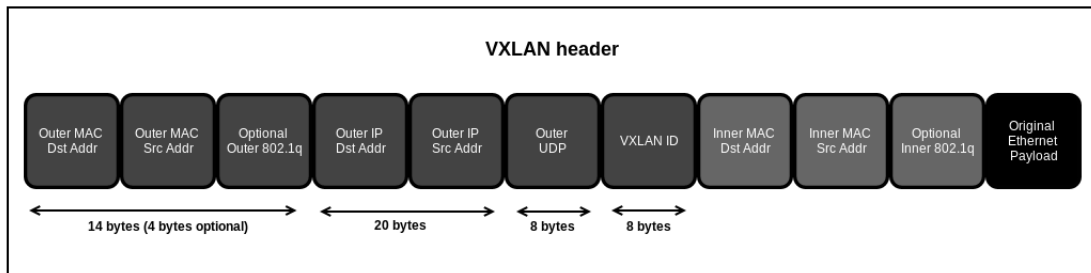 VXLAN header
Outer MAC
Dst Addr
Outer MAC
Src Addr
Optional
Outer 802.1q
Outer IP
Dst Addr
Outer IP
Src Addr
Outer
UDP
VXLAN ID
Inner MAC
Dst Addr
Inner MAC
Src Addr
Optional
Inner 802.1q
Original
Ethernet
Payload
14 bytes (4 bytes optional)
20 bytes
8 bytes
8 bytes